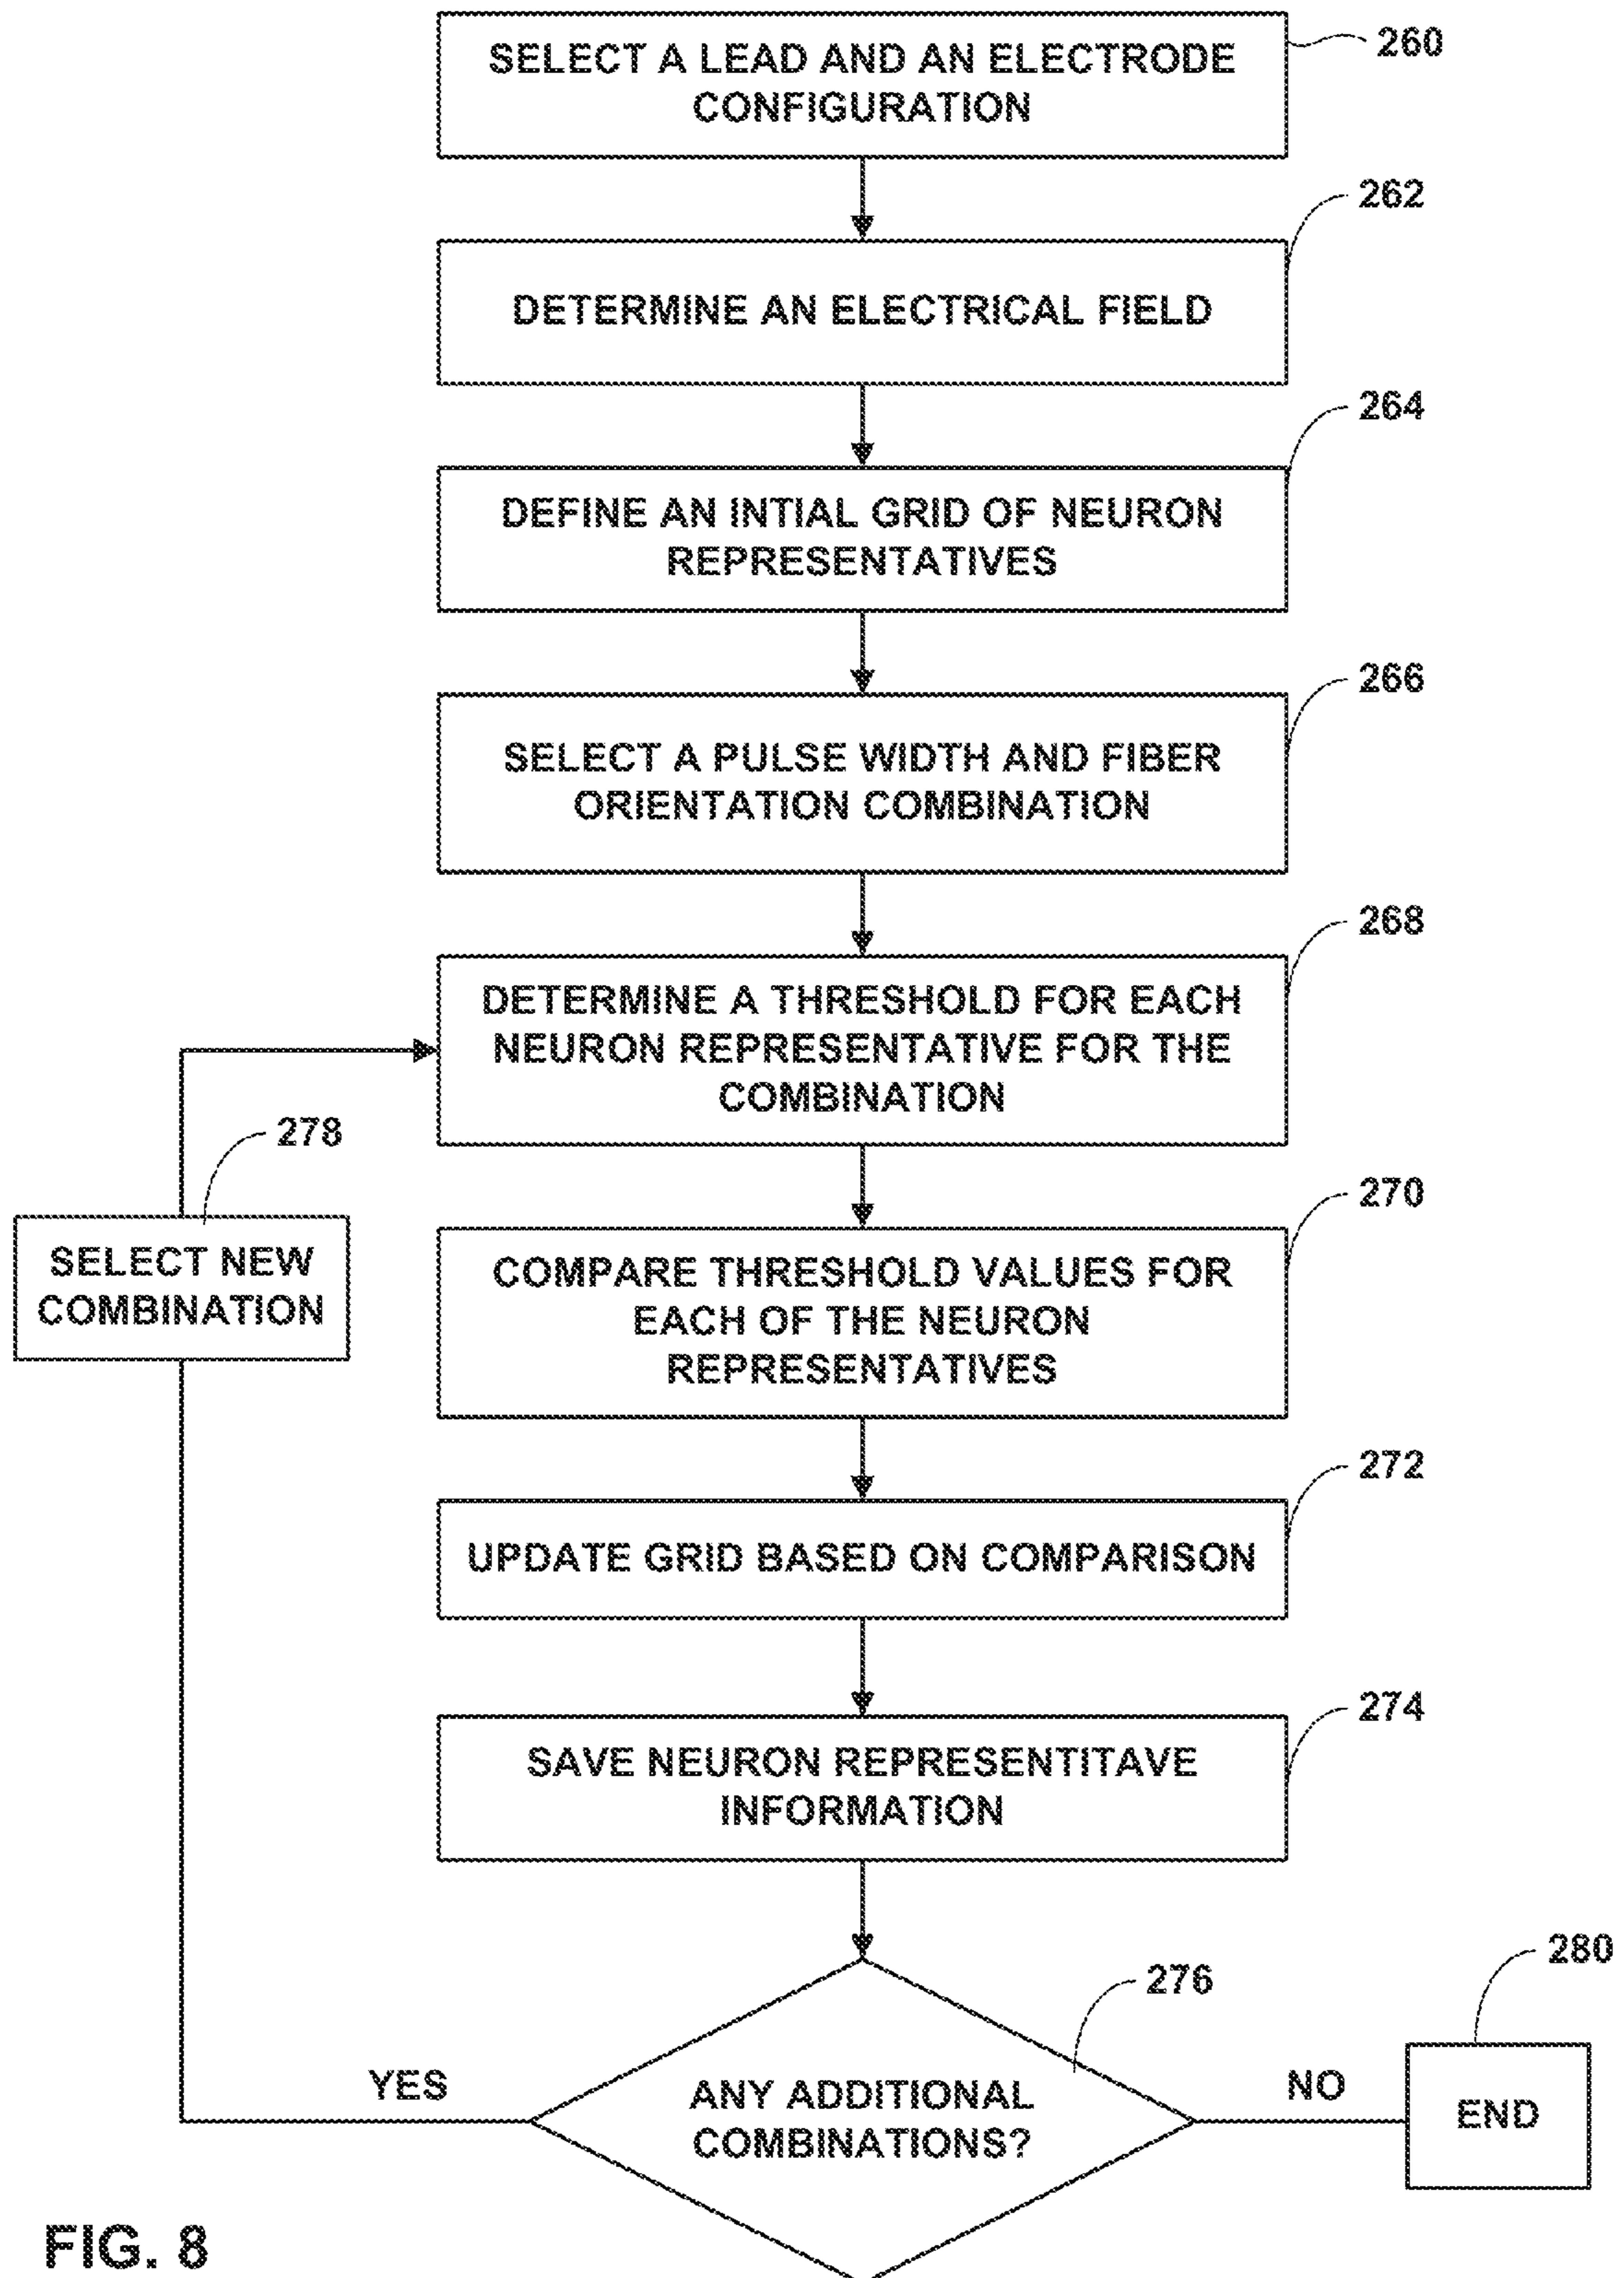 SELECT A LEAD AND AN ELECTRODE
CONFIGURATION
260
DETERMINE AN ELECTRICAL FIELD
262
DEFINE AN INTIAL GRID OF NEURON
REPRESENTATIVES
264
SELECT A PULSE WIDTH AND FIBER
ORIENTATION COMBINATION
266
DETERMINE A THRESHOLD FOR EACH
NEURON REPRESENTATIVE FOR THE
COMBINATION
268
SELECT NEW
COMBINATION
278
COMPARE THRESHOLD VALUES FOR
EACH OF THE NEURON
REPRESENTATIVES
270
UPDATE GRID BASED ON COMPARISON
272
SAVE NEURON REPRESENTITAVE
INFORMATION
274
ANY ADDITIONAL
COMBINATIONS?
276
YES
NO
END
280
FIG. 8